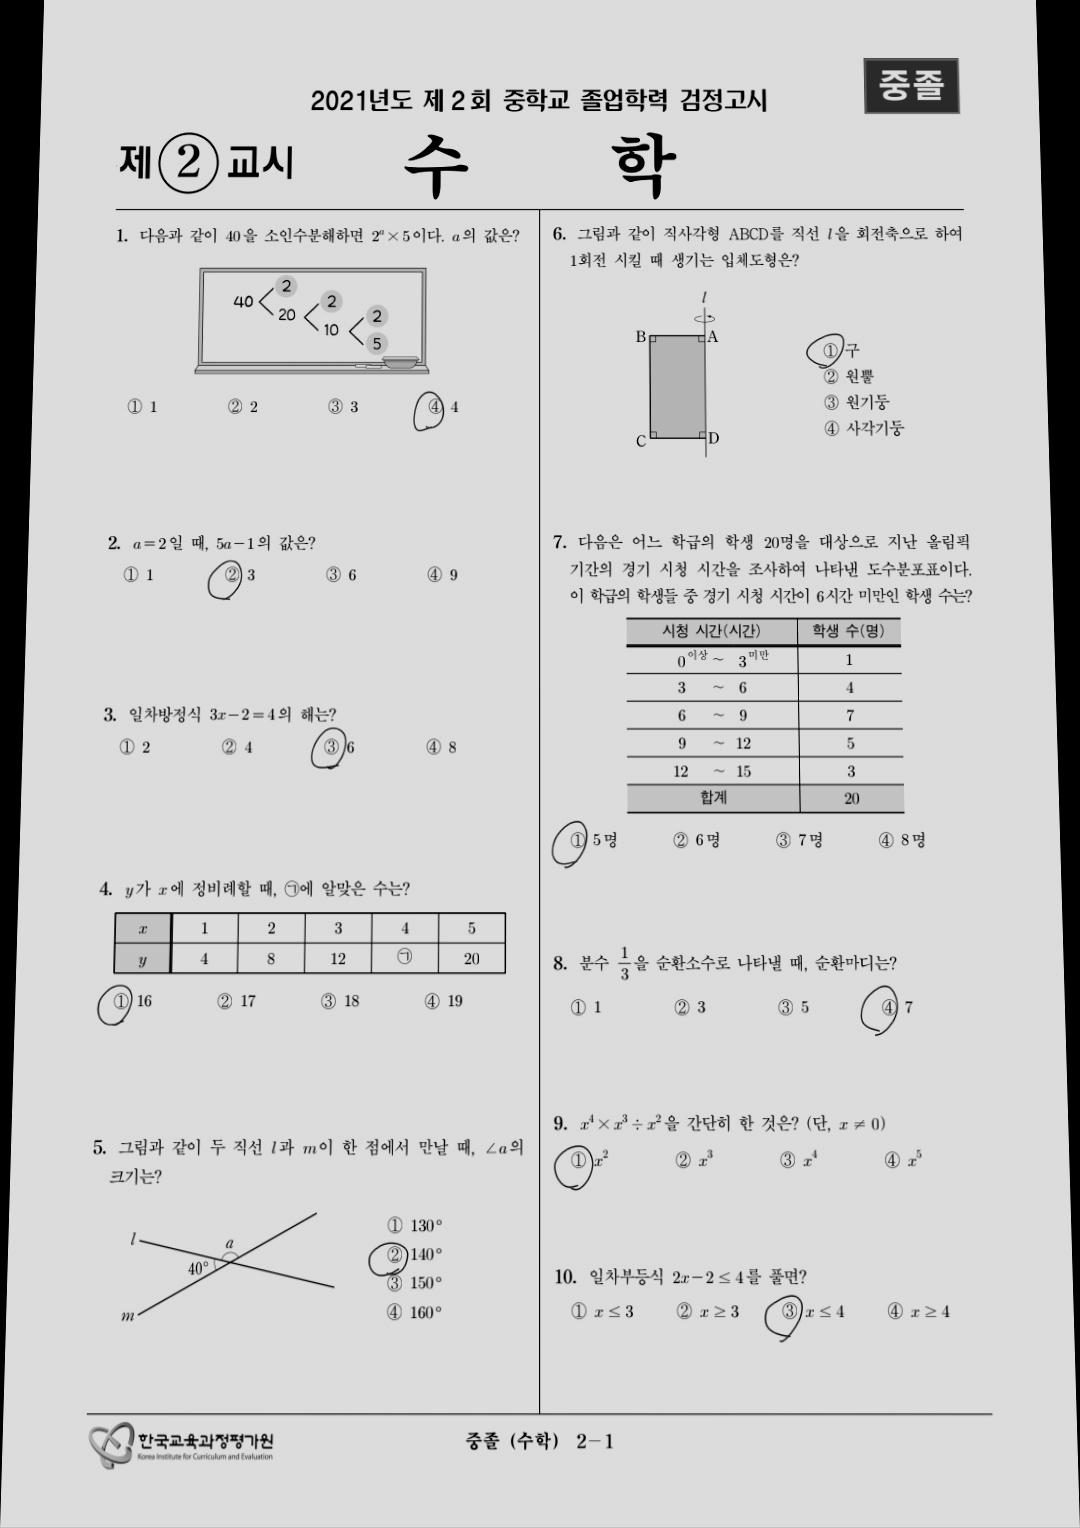 중졸
2021년도 제 2 회 중학교 졸업학력 검정고시
제 2 교시 수 학
1. 다음과 같이 40을 소인수분해하면 2ᵃ×5이다. a의 값은?
40 2
20 2
10 2
5
① 1 ② 2 ③ 3 ④ 4
2. a=2일 때, 5a-1의 값은?
① 1 ② 3 ③ 6 ④ 9
3. 일차방정식 3x-2=4의 해는?
① 2 ② 4 ③ 6 ④ 8
4. y가 x에 정비례할 때, ㉠에 알맞은 수는?
x 1 2 3 4 5
y 4 8 12 ㉠ 20
① 16 ② 17 ③ 18 ④ 19
5. 그림과 같이 두 직선 l과 m이 한 점에서 만날 때, ∠a의
크기는?
l a
40°
m
① 130°
② 140°
③ 150°
④ 160°
6. 그림과 같이 직사각형 ABCD를 직선 l을 회전축으로 하여
1회전 시킬 때 생기는 입체도형은?
l
B A
C D
① 구
② 원뿔
③ 원기둥
④ 사각기둥
7. 다음은 어느 학급의 학생 20명을 대상으로 지난 올림픽
기간의 경기 시청 시간을 조사하여 나타낸 도수분포표이다.
이 학급의 학생들 중 경기 시청 시간이 6시간 미만인 학생 수는?
시청 시간(시간) 학생 수(명)
0이상 ~ 3미만 1
3 ~ 6 4
6 ~ 9 7
9 ~ 12 5
12 ~ 15 3
합계 20
① 5명 ② 6명 ③ 7명 ④ 8명
8. 분수 1/3을 순환소수로 나타낼 때, 순환마디는?
① 1 ② 3 ③ 5 ④ 7
9. x⁴×x³÷x²을 간단히 한 것은? (단, x≠0)
① x² ② x³ ③ x⁴ ④ x⁵
10. 일차부등식 2x-2≤4를 풀면?
① x≤3 ② x≥3 ③ x≤4 ④ x≥4
한국교육과정평가원
Korea Institute for Curriculum and Evaluation
중졸 (수학) 2-1